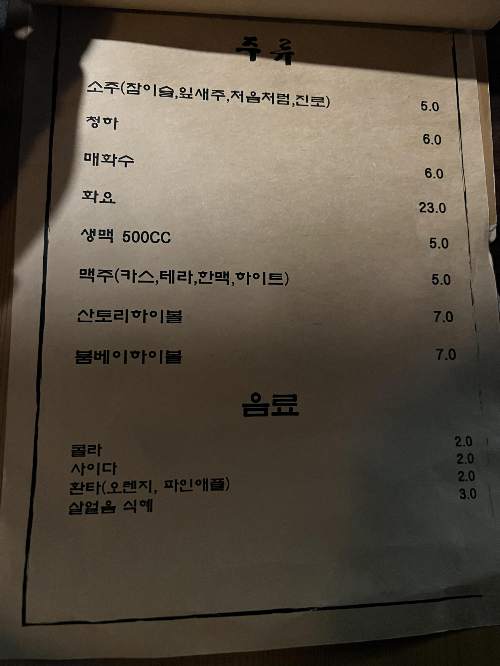 주 류
소주(참이슬,잎새주,처음처럼,진로) 5.0
청하 6.0
매화수 6.0
화요 23.0
생맥 500CC 5.0
맥주(카스,테라,한맥,하이트) 5.0
산토리하이볼 7.0
붐베이하이볼 7.0
음료
콜라 2.0
사이다 2.0
환타(오렌지, 파인애플) 2.0
살얼음 식혜 3.0